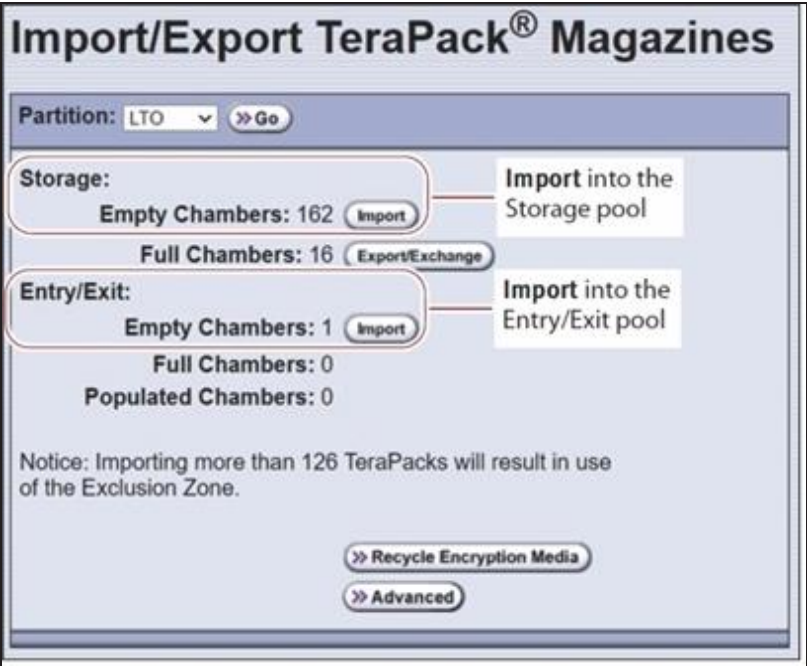 Import/Export TeraPack® Magazines
Partition: LTO Go
Storage:
Empty Chambers: 162 Import
Import into the
Storage pool
Full Chambers: 16 Export/Exchange
Entry/Exit:
Empty Chambers: 1 Import
Import into the
Entry/Exit pool
Full Chambers: 0
Populated Chambers: 0
Notice: Importing more than 126 TeraPacks will result in use
of the Exclusion Zone.
Recycle Encryption Media
Advanced